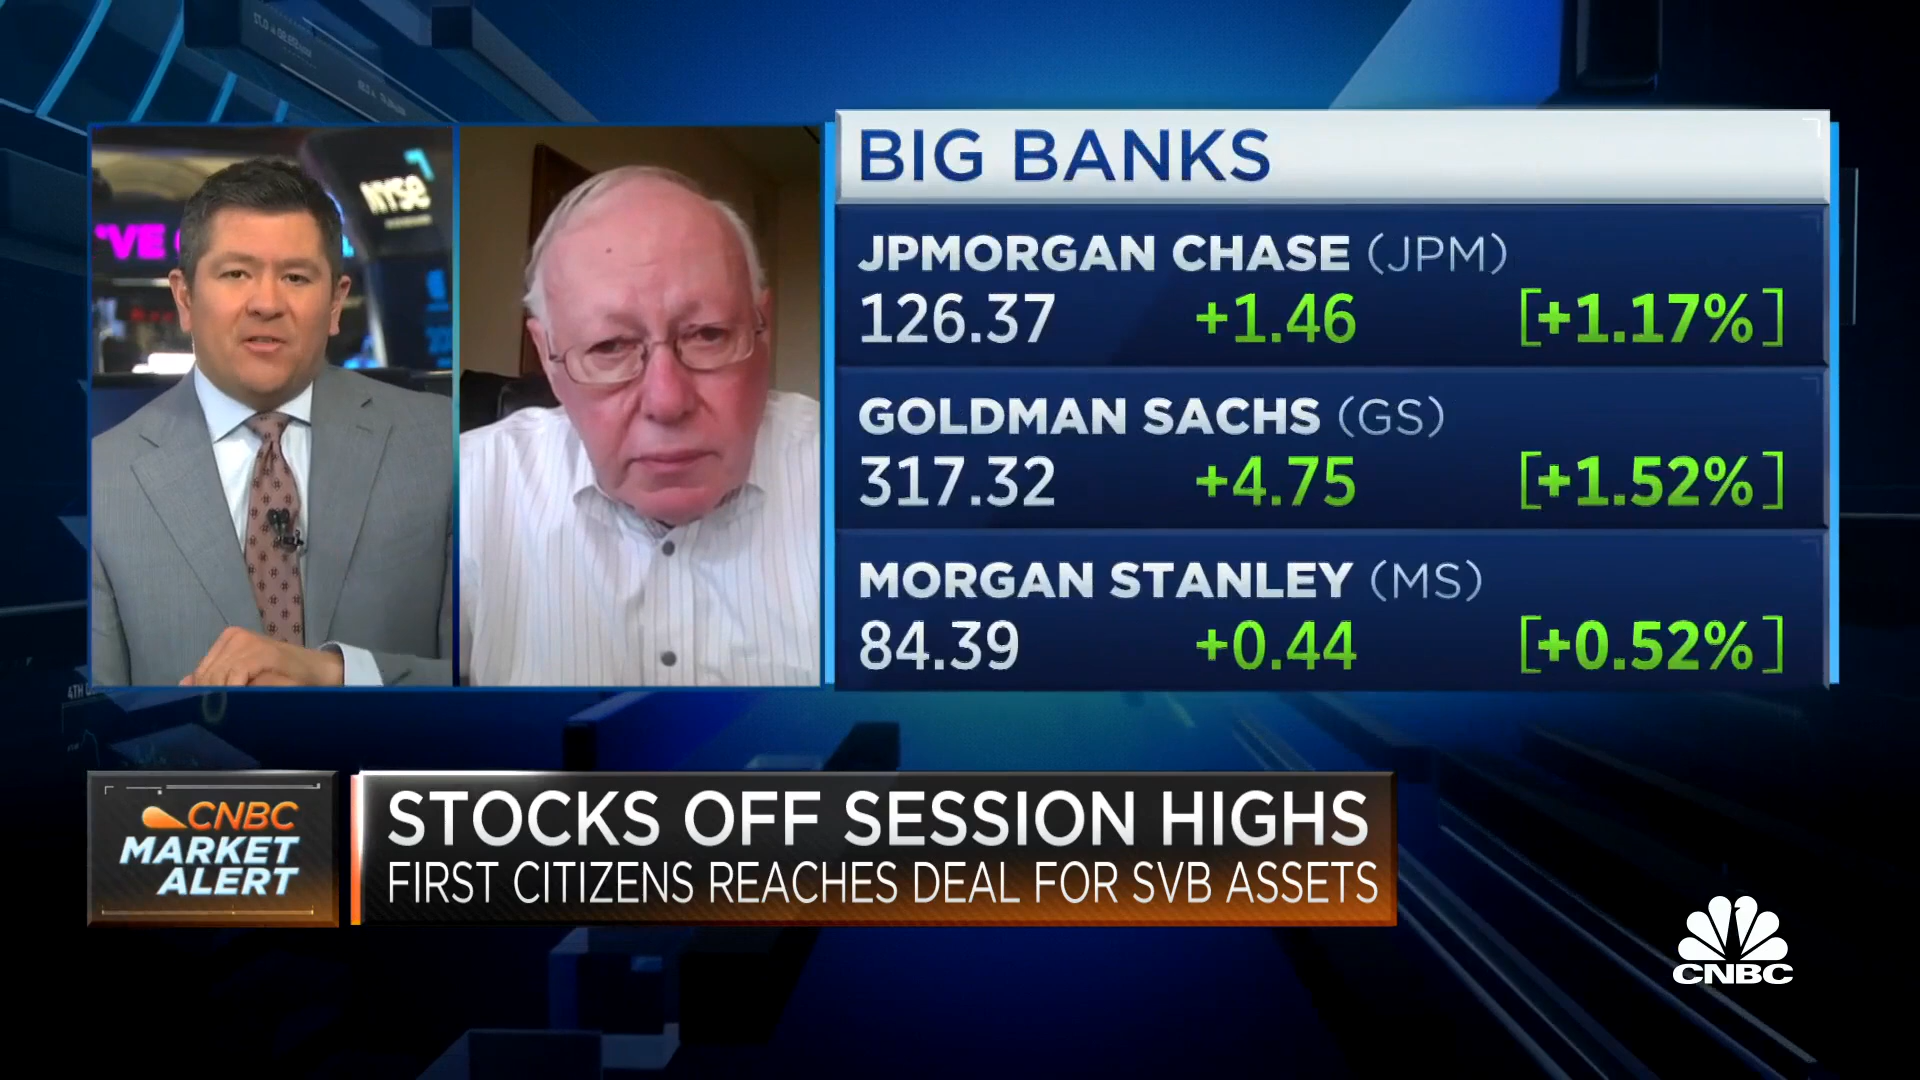 BIG BANKS
JPMORGAN CHASE (JPM)
126.37 +1.46 [+1.17%]
GOLDMAN SACHS (GS)
317.32 +4.75 [+1.52%]
MORGAN STANLEY (MS)
84.39 +0.44 [+0.52%]
'VE
NYSE
4TH
CNBC
MARKET
ALERT
STOCKS OFF SESSION HIGHS
FIRST CITIZENS REACHES DEAL FOR SVB ASSETS
CNBC